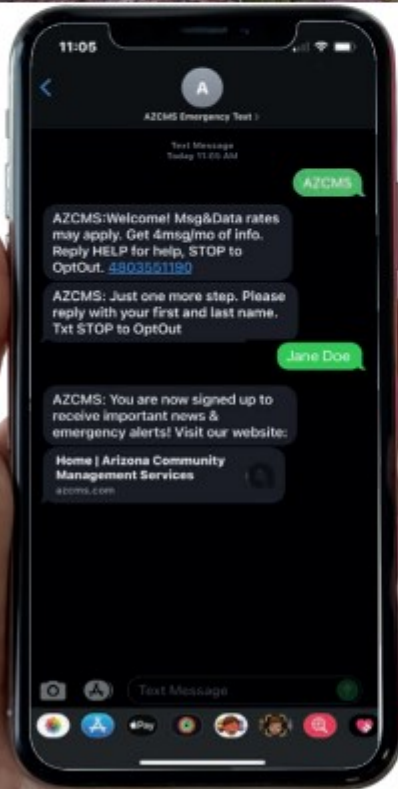 11:05
A
AZCMS Emergency Text >
Text Message
Today 11:05 AM
AZCMS
AZCMS:Welcome! Msg&Data rates
may apply. Get 4msg/mo of info.
Reply HELP for help, STOP to
OptOut. 4803551190
AZCMS: Just one more step. Please
reply with your first and last name.
Txt STOP to OptOut
Jane Doe
AZCMS: You are now signed up to
receive important news &
emergency alerts! Visit our website:
Home | Arizona Community
Management Services
azcms.com
Text Message
Pay